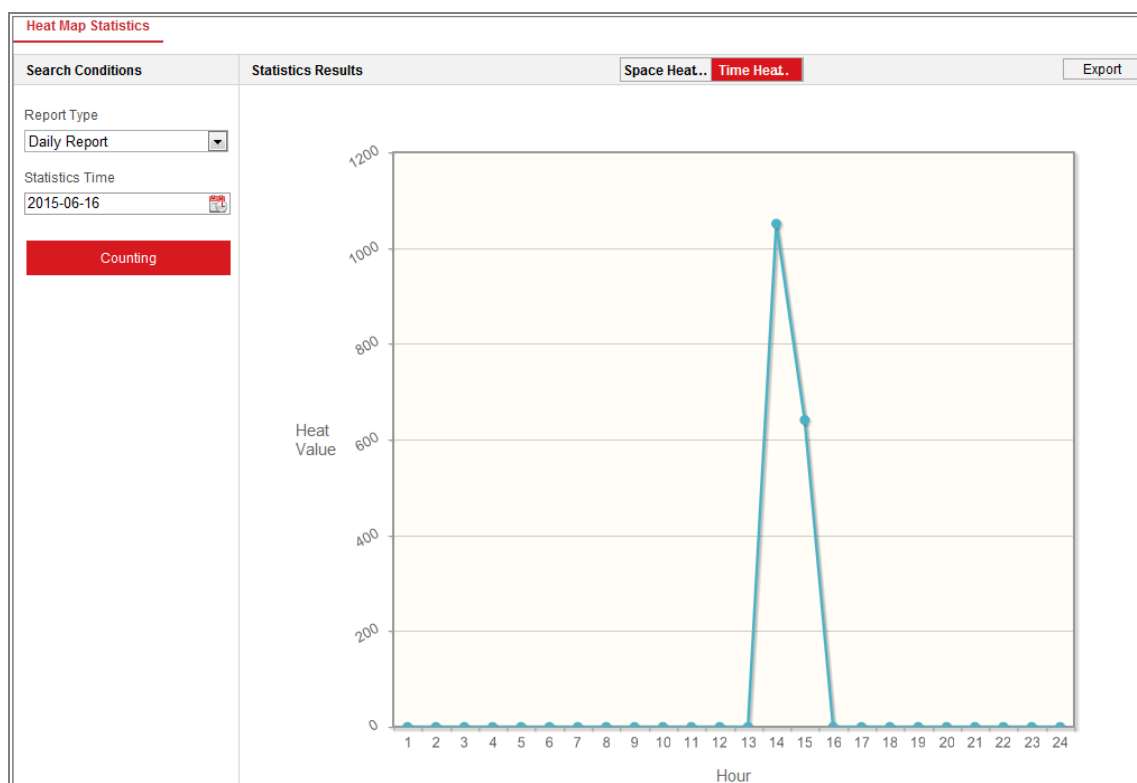 Heat Map Statistics
Search Conditions
Statistics Results
Space Heat...
Time Heat..
Export
Report Type
Daily Report
Statistics Time
2015-06-16
Counting
1200
1000
800
600
400
200
0
Heat
Value
1 2 3 4 5 6 7 8 9 10 11 12 13 14 15 16 17 18 19 20 21 22 23 24
Hour